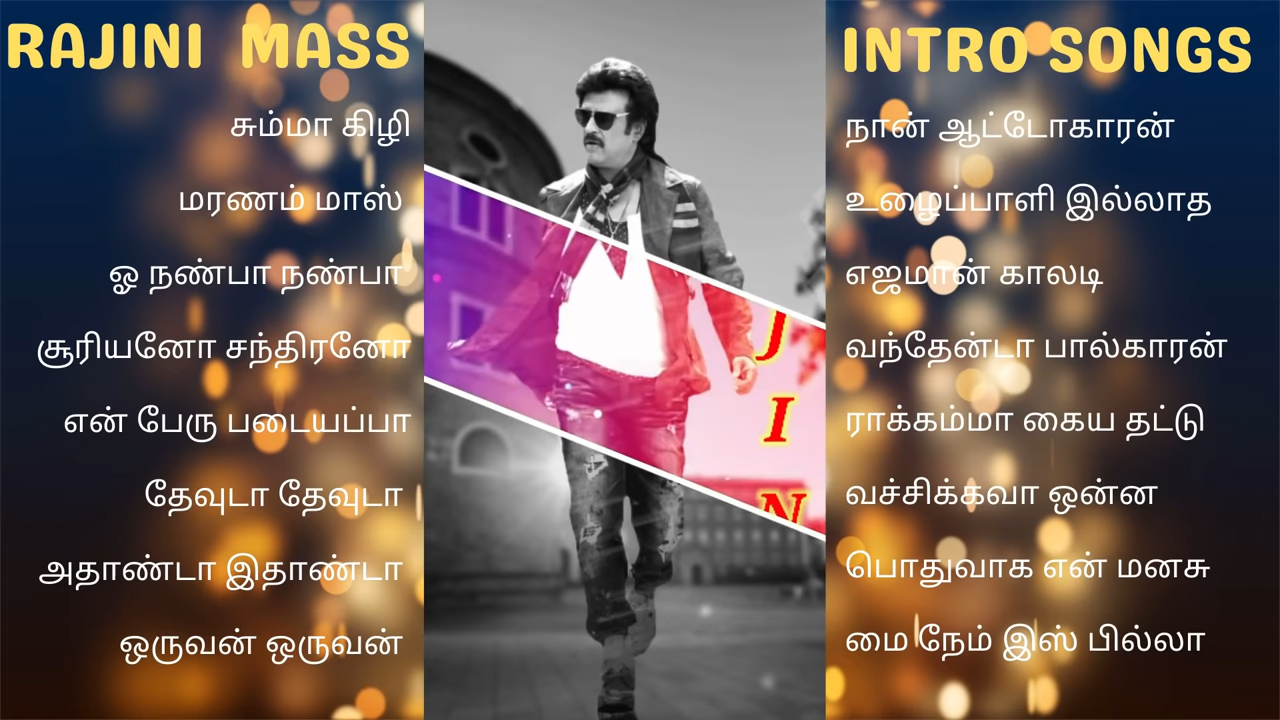 RAJINI MASS
சும்மா கிழி
மரணம் மாஸ்
ஓ நண்பா நண்பா
சூரியனோ சந்திரனோ
என் பேரு படையப்பா
தேவுடா தேவுடா
அதாண்டா இதாண்டா
ஒருவன் ஒருவன்
J
I
N
INTRO SONGS
நான் ஆட்டோகாரன்
உழைப்பாளி இல்லாத
எஜமான் காலடி
வந்தேன்டா பால்காரன்
ராக்கம்மா கைய தட்டு
வச்சிக்கவா ஒன்ன
பொதுவாக என் மனசு
மை நேம் இஸ் பில்லா